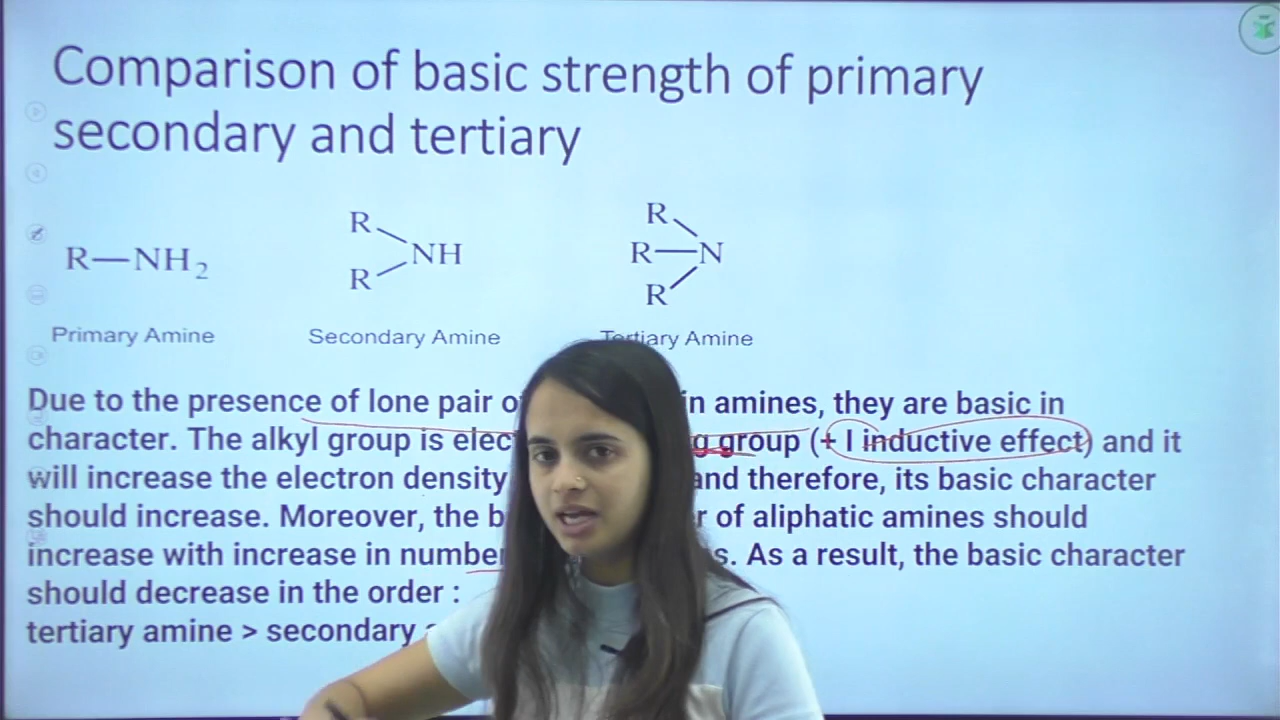 Comparison of basic strength of primary
secondary and tertiary
R—NH2
R
R
NH
R
R—N
R
Primary Amine
Secondary Amine
Tertiary Amine
Due to the presence of lone pair in amines, they are basic in
character. The alkyl group is group (+ I inductive effect) and it
will increase the electron density and therefore, its basic character
should increase. Moreover, the of aliphatic amines should
increase with increase in number As a result, the basic character
should decrease in the order :
tertiary amine > secondary